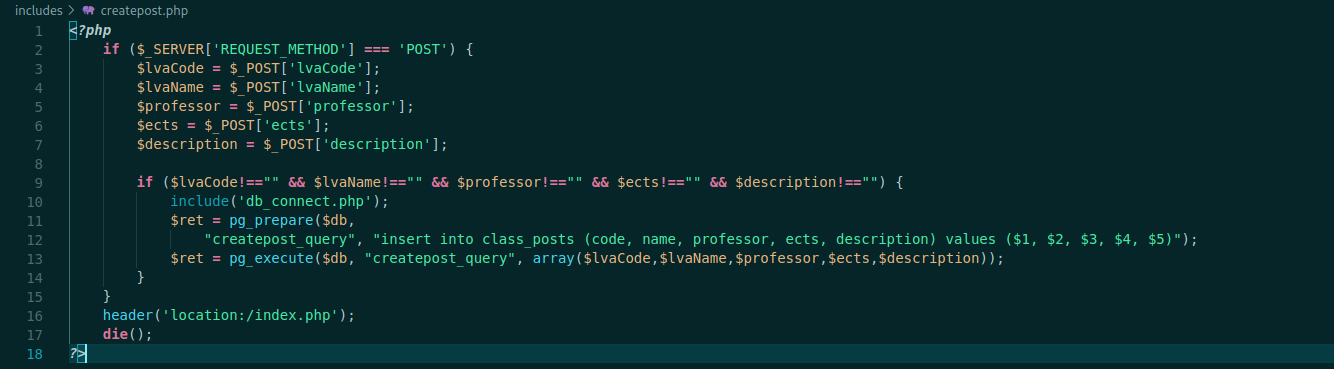 includes > createpost.php
1 <?php
2     if ($_SERVER['REQUEST_METHOD'] === 'POST') {
3         $lvaCode = $_POST['lvaCode'];
4         $lvaName = $_POST['lvaName'];
5         $professor = $_POST['professor'];
6         $ects = $_POST['ects'];
7         $description = $_POST['description'];
8
9         if ($lvaCode!=="" && $lvaName!=="" && $professor!=="" && $ects!=="" && $description!=="") {
10             include('db_connect.php');
11             $ret = pg_prepare($db,
12                 "createpost_query", "insert into class_posts (code, name, professor, ects, description) values ($1, $2, $3, $4, $5)");
13             $ret = pg_execute($db, "createpost_query", array($lvaCode,$lvaName,$professor,$ects,$description));
14         }
15     }
16     header('location:/index.php');
17     die();
18 ?>